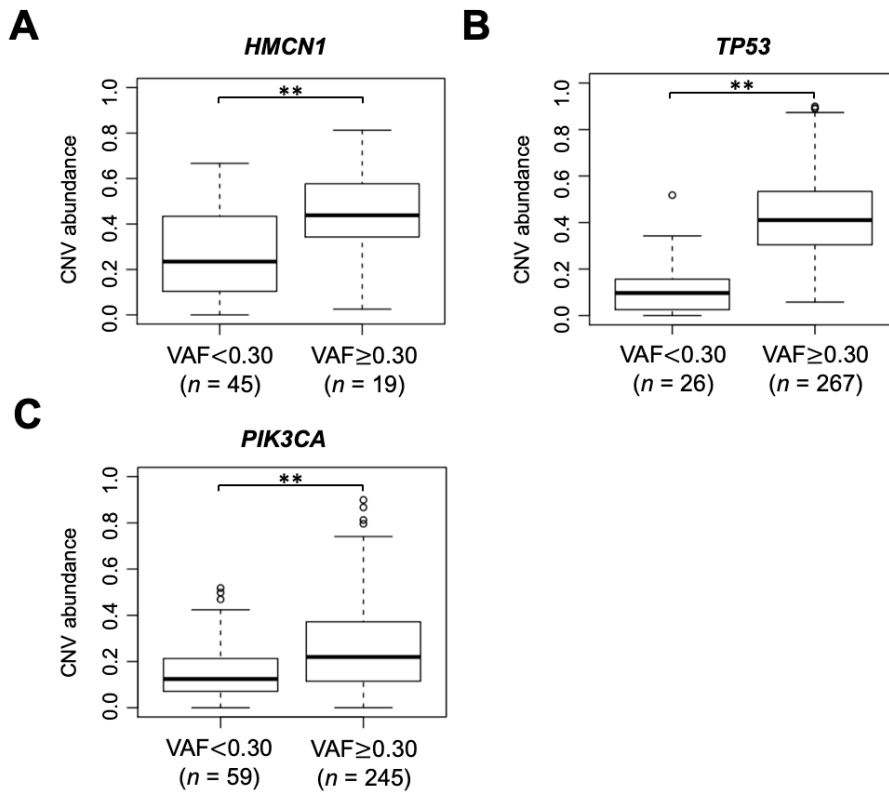 A
HMCN1
CNV abundance
1.0
0.8
0.6
0.4
0.2
0.0
**
VAF<0.30
(n = 45)
VAF≥0.30
(n = 19)
B
TP53
CNV abundance
1.0
0.8
0.6
0.4
0.2
0.0
**
VAF<0.30
(n = 26)
VAF≥0.30
(n = 267)
C
PIK3CA
CNV abundance
1.0
0.8
0.6
0.4
0.2
0.0
**
VAF<0.30
(n = 59)
VAF≥0.30
(n = 245)